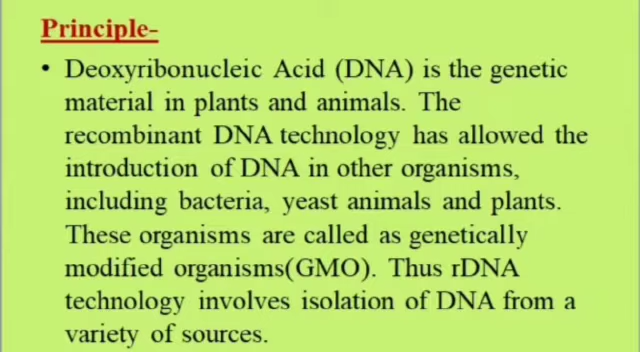 Principle-
• Deoxyribonucleic Acid (DNA) is the genetic
material in plants and animals. The
recombinant DNA technology has allowed the
introduction of DNA in other organisms,
including bacteria, yeast animals and plants.
These organisms are called as genetically
modified organisms(GMO). Thus rDNA
technology involves isolation of DNA from a
variety of sources.